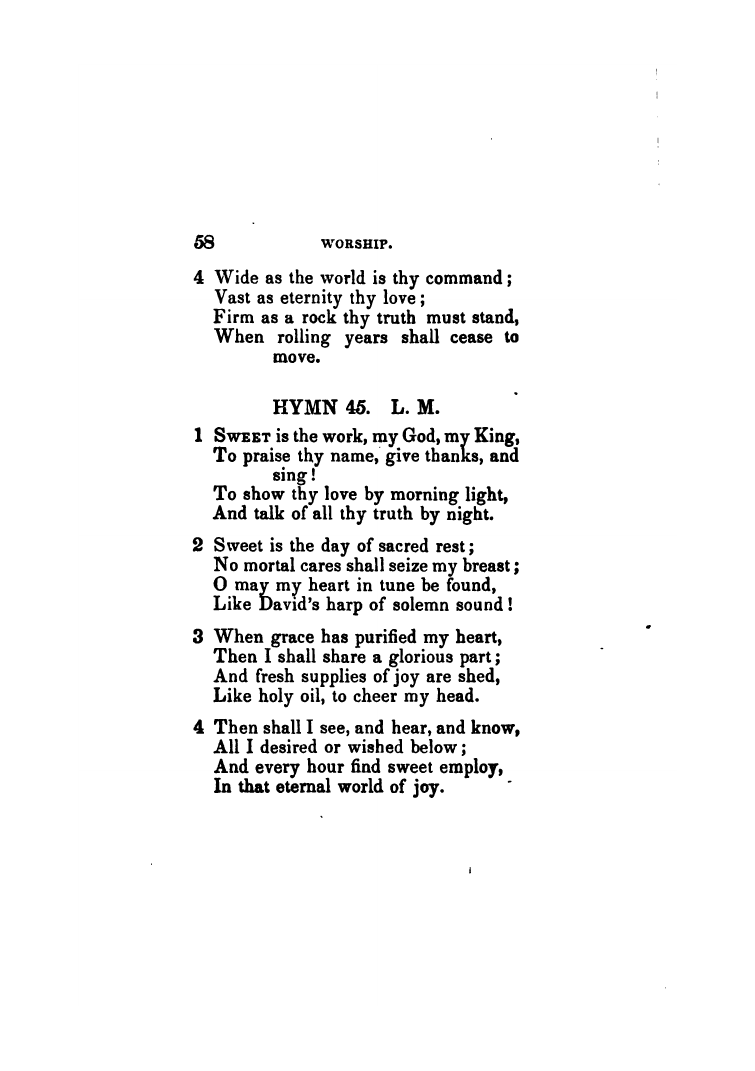 58 WORSHIP.
4 Wide as the world is thy command;
Vast as eternity thy love;
Firm as a rock thy truth must stand,
When rolling years shall cease to
move.
HYMN 45. L. M.
1 SWEET is the work, my God, my King,
To praise thy name, give thanks, and
sing!
To show thy love by morning light,
And talk of all thy truth by night.
2 Sweet is the day of sacred rest;
No mortal cares shall seize my breast;
O may my heart in tune be found,
Like David's harp of solemn sound!
3 When grace has purified my heart,
Then I shall share a glorious part;
And fresh supplies of joy are shed,
Like holy oil, to cheer my head.
4 Then shall I see, and hear, and know,
All I desired or wished below;
And every hour find sweet employ,
In that eternal world of joy.